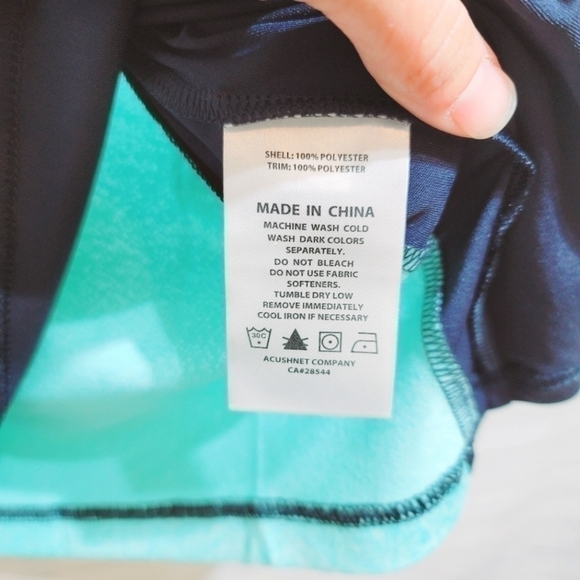 SHELL: 100% POLYESTER
TRIM: 100% POLYESTER
MADE IN CHINA
MACHINE WASH COLD
WASH DARK COLORS
SEPARATELY.
DO NOT BLEACH
DO NOT USE FABRIC
SOFTENERS.
TUMBLE DRY LOW
REMOVE IMMEDIATELY
COOL IRON IF NECESSARY
30C
ACUSHNET COMPANY
CA#28544